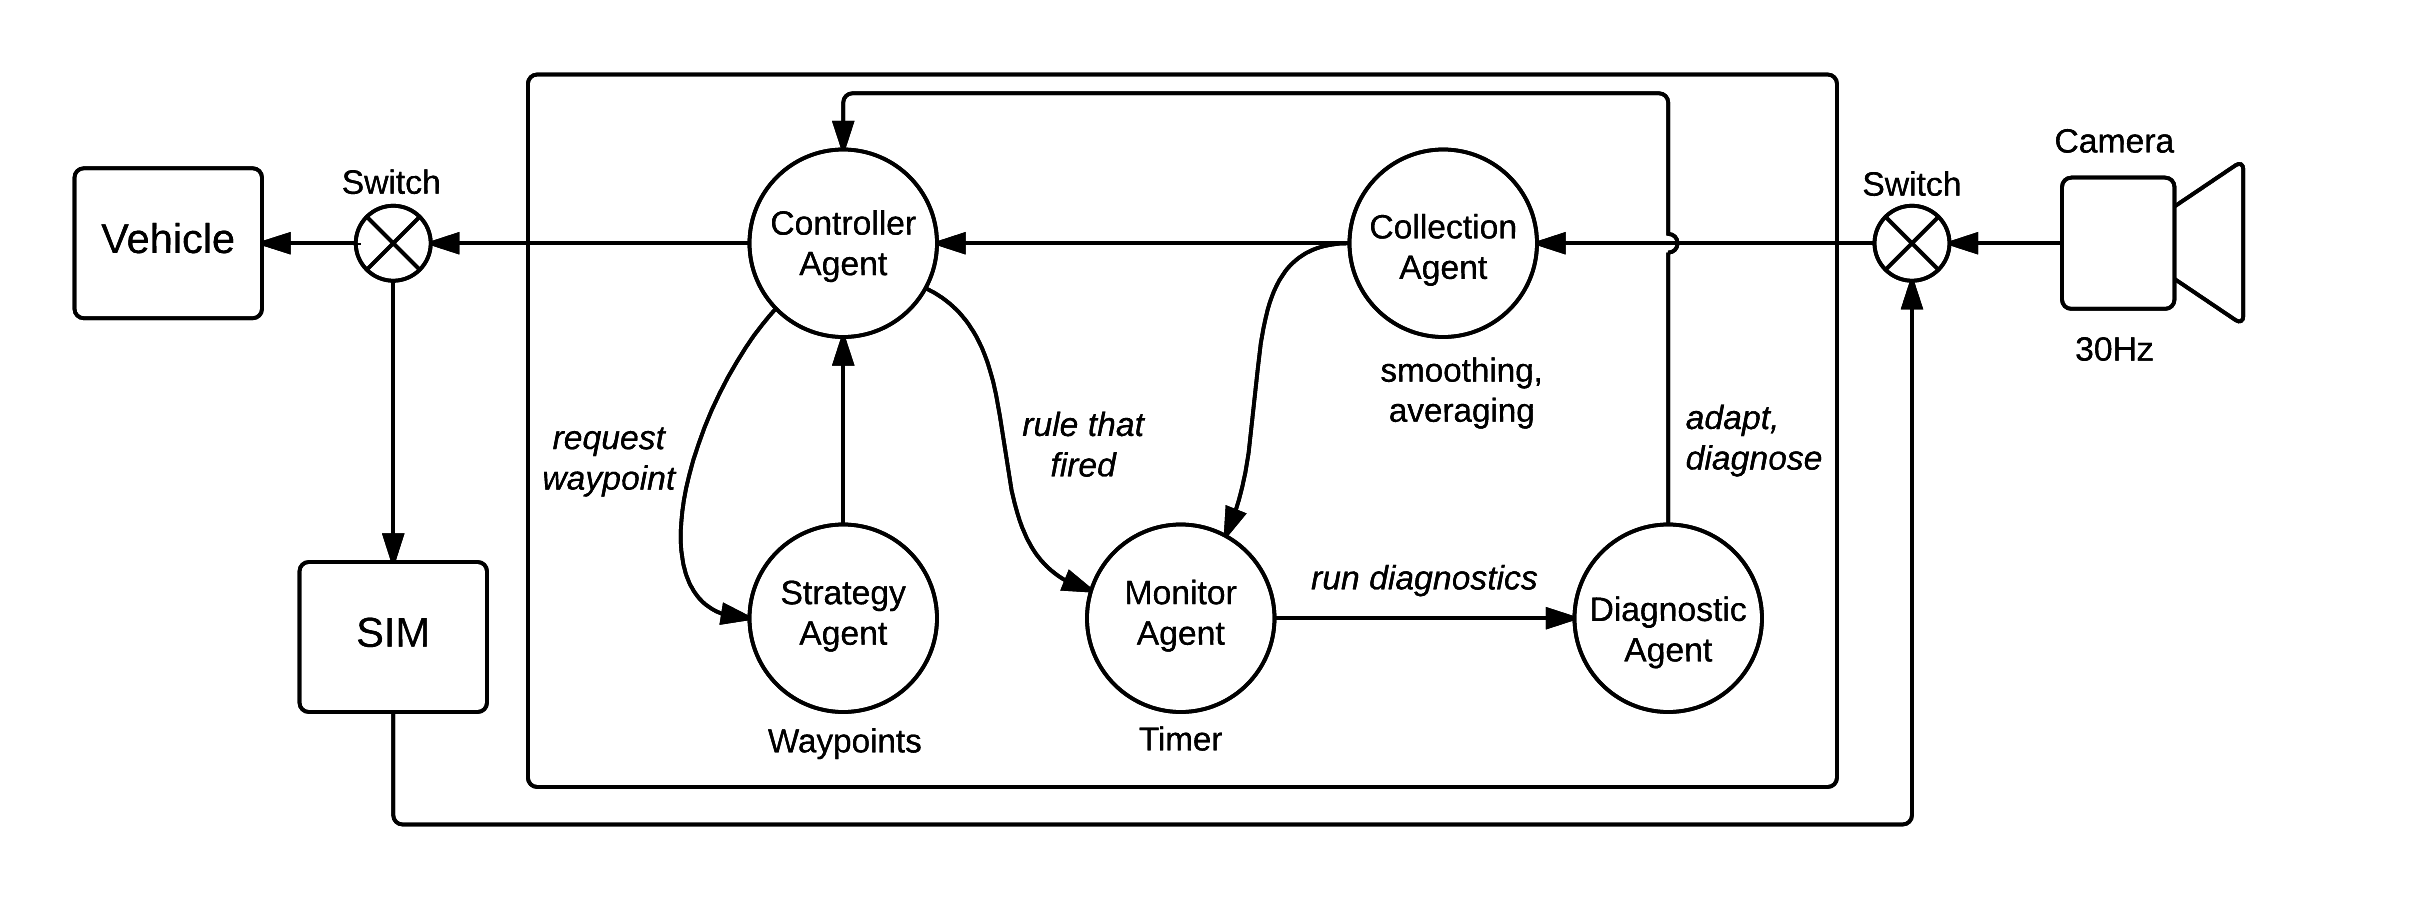 Camera
Switch
Switch
Vehicle
Controller
Agent
Collection
Agent
30Hz
smoothing,
averaging
request
waypoint
rule that
fired
adapt,
diagnose
SIM
Strategy
Agent
Monitor
Agent
run diagnostics
Diagnostic
Agent
Waypoints
Timer